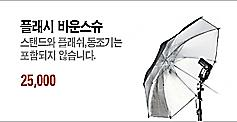 플래시 바운스슈
스탠드와 플래쉬,동조기는
포함되지 않습니다.
25,000